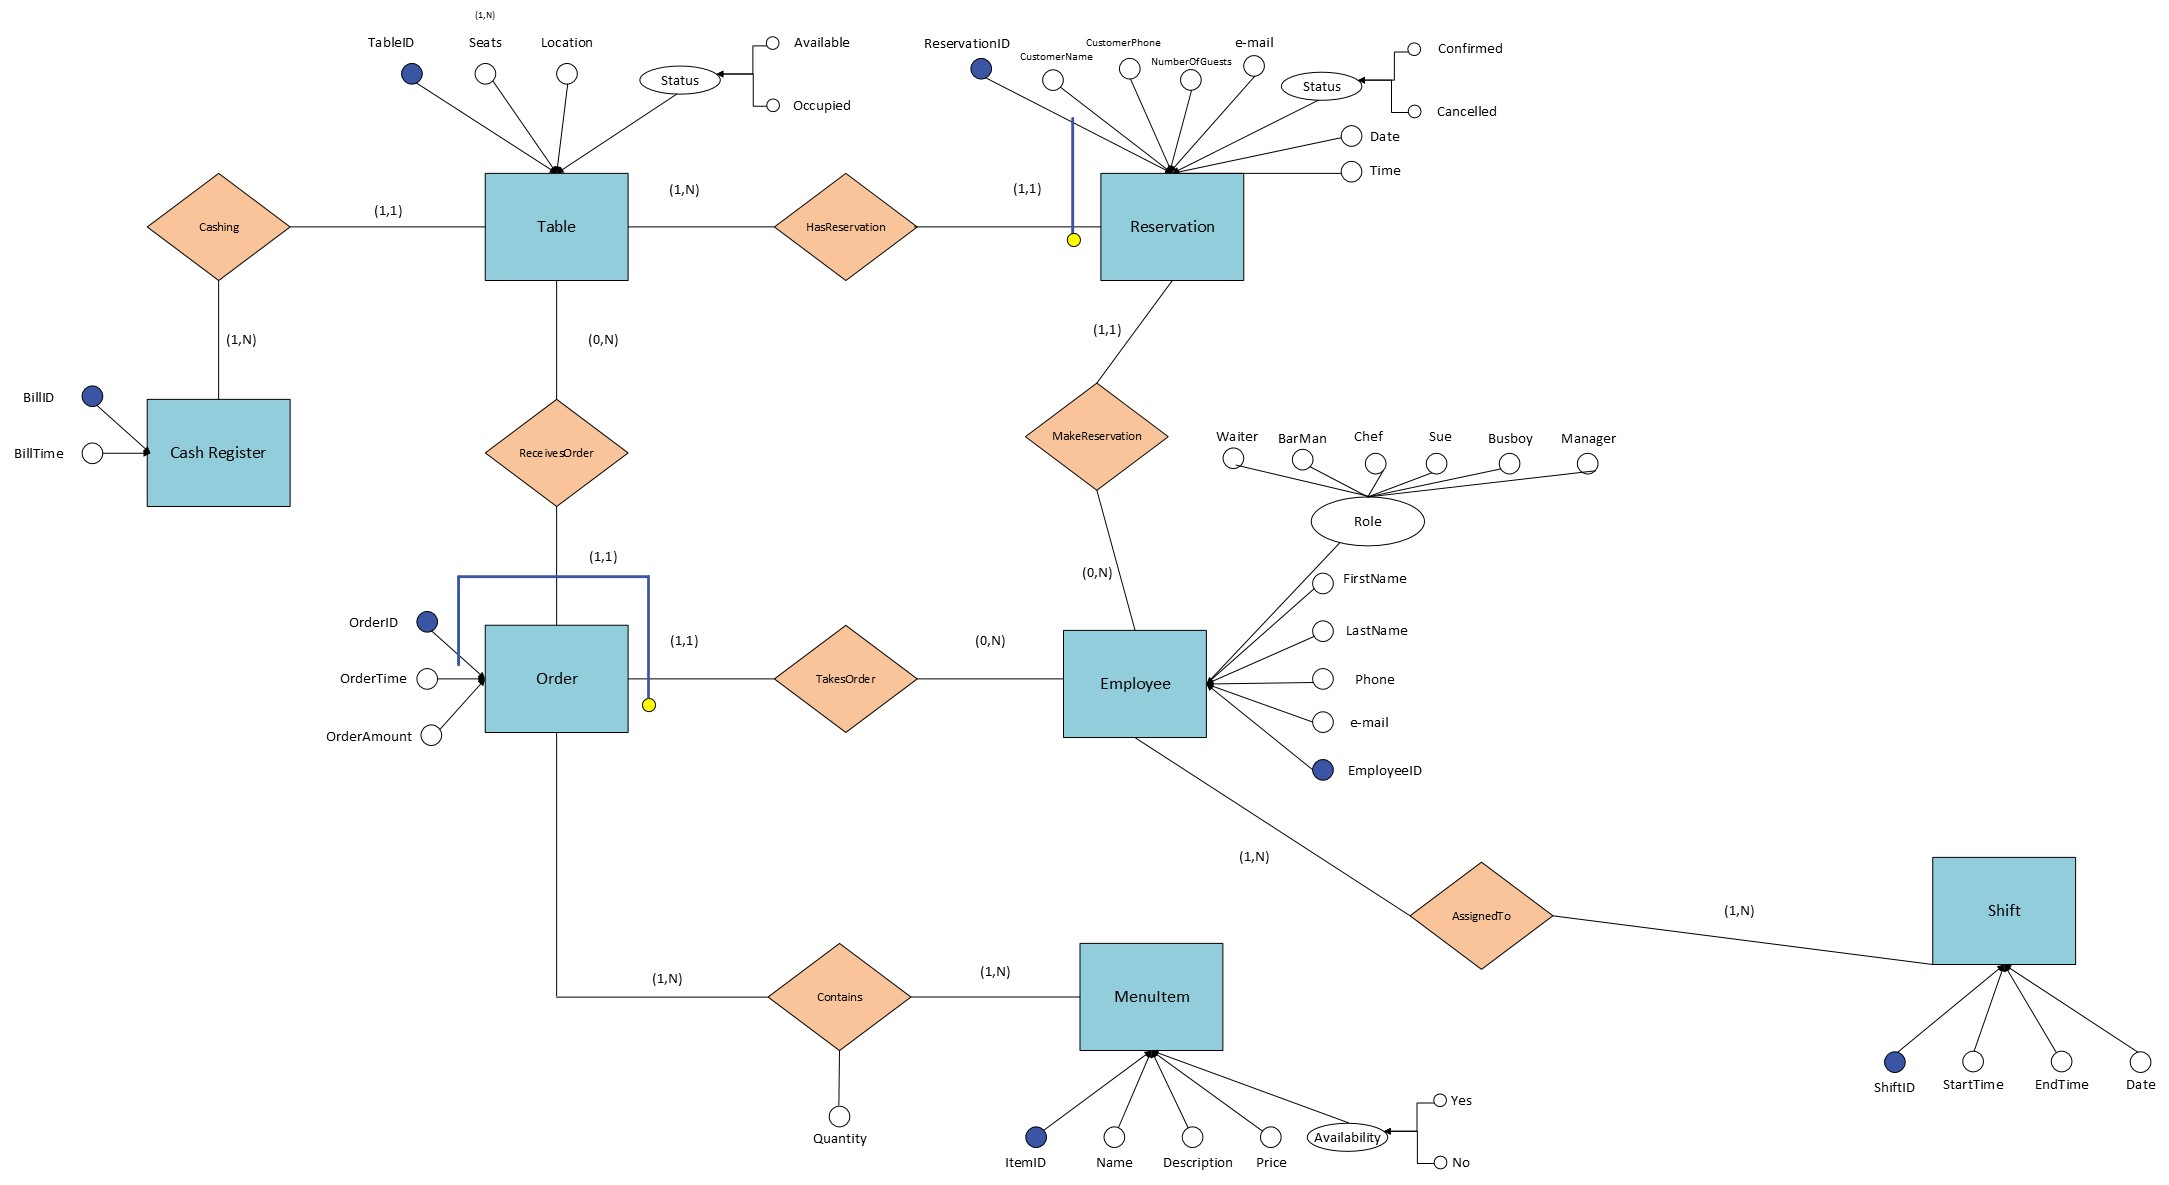 (1,N)
TableID
Seats
Location
Available
Status
Occupied
ReservationID
CustomerName
CustomerPhone
NumberOfGuests
e-mail
Confirmed
Status
Cancelled
Date
Time
Cashing
(1,1)
Table
(1,N)
HasReservation
(1,1)
Reservation
(1,N)
(0,N)
(1,1)
BillID
BillTime
Cash Register
ReceivesOrder
MakeReservation
Waiter
BarMan
Chef
Sue
Busboy
Manager
Role
(1,1)
(0,N)
FirstName
LastName
Phone
e-mail
EmployeeID
OrderID
OrderTime
OrderAmount
Order
(1,1)
TakesOrder
(0,N)
Employee
(1,N)
AssignedTo
(1,N)
Shift
(1,N)
Contains
(1,N)
MenuItem
ShiftID
StartTime
EndTime
Date
Quantity
ItemID
Name
Description
Price
Availability
Yes
No